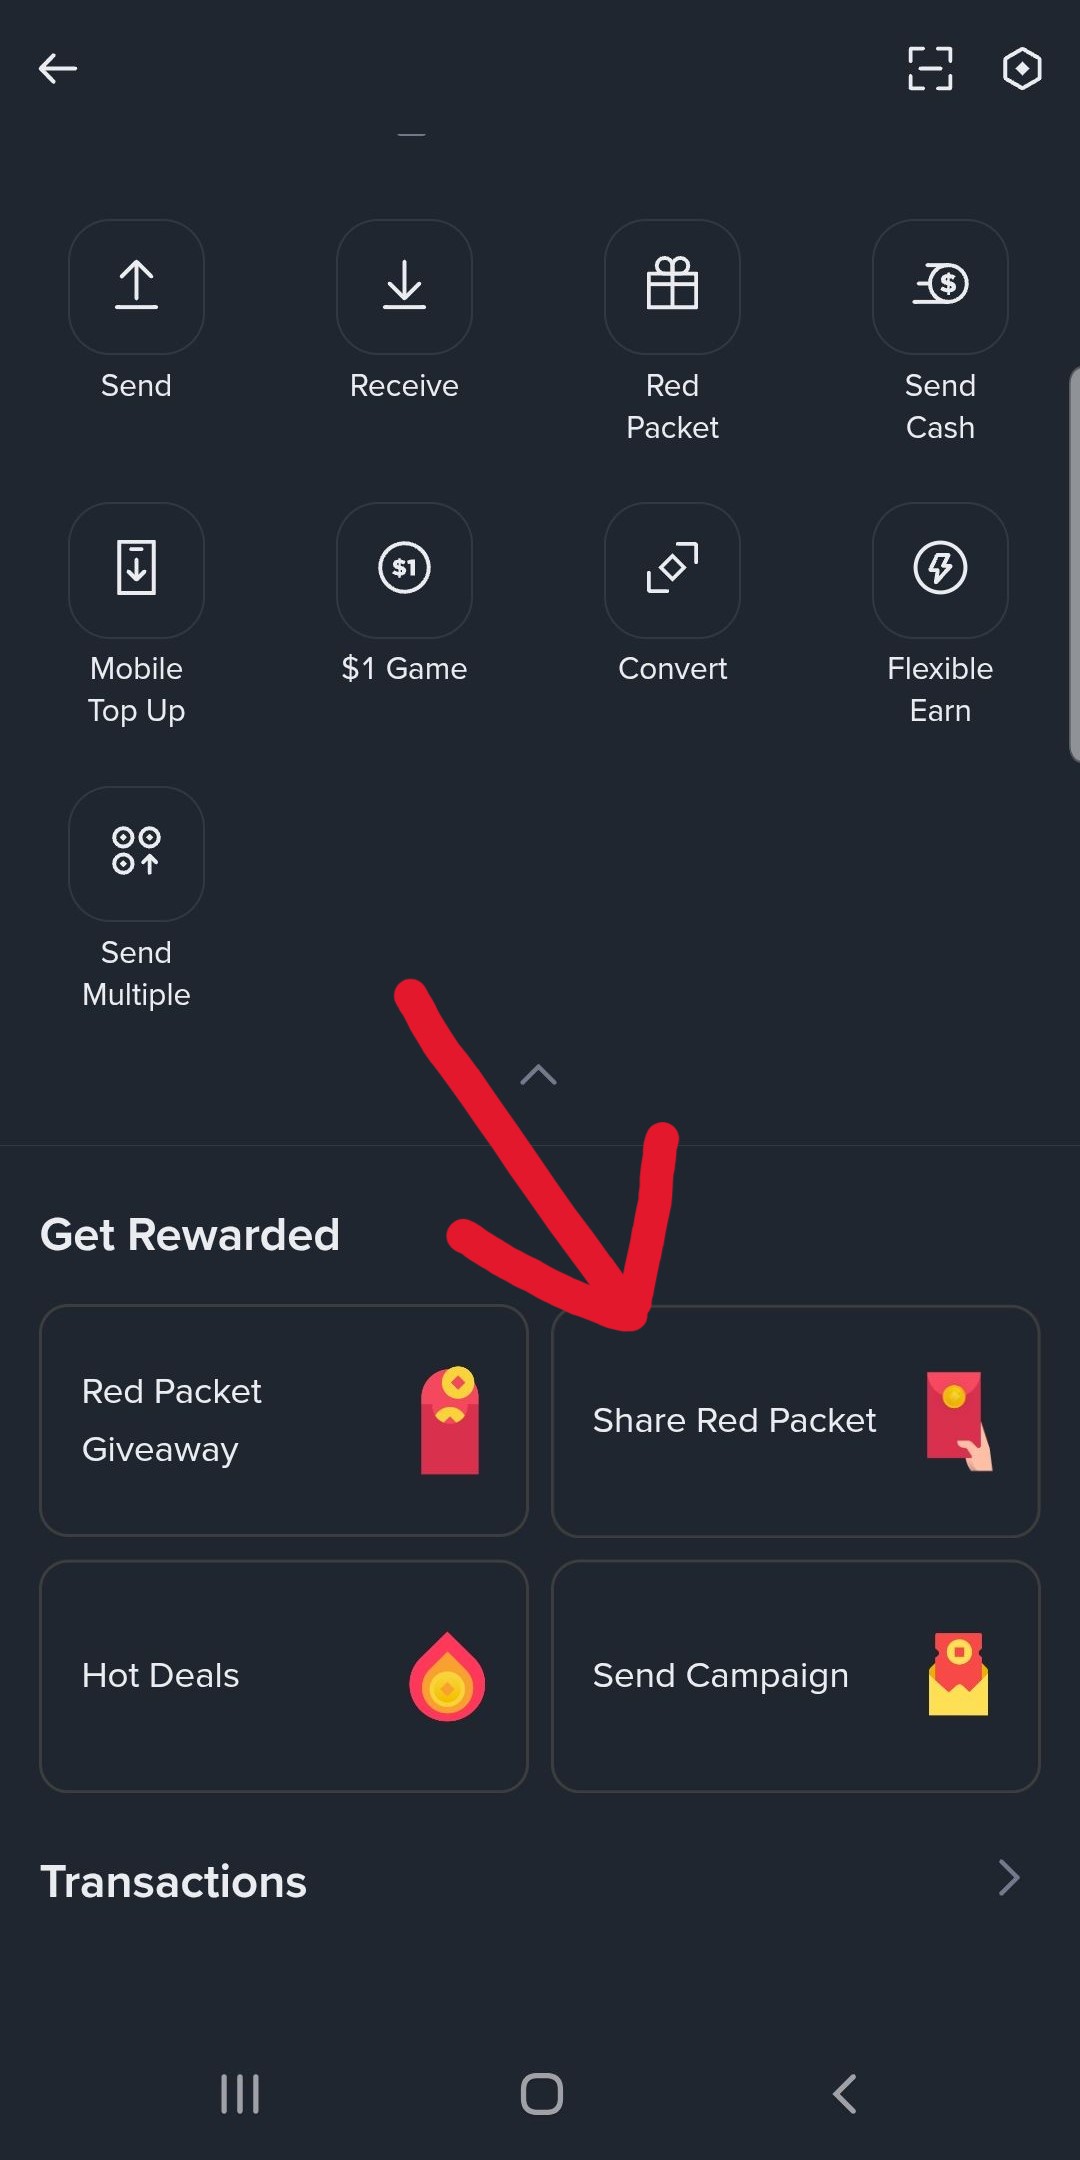 Send
Receive
Red
Packet
Send
Cash
Mobile
Top Up
$1
$1 Game
Convert
Flexible
Earn
Send
Multiple
Get Rewarded
Red Packet
Giveaway
Share Red Packet
Hot Deals
Send Campaign
Transactions